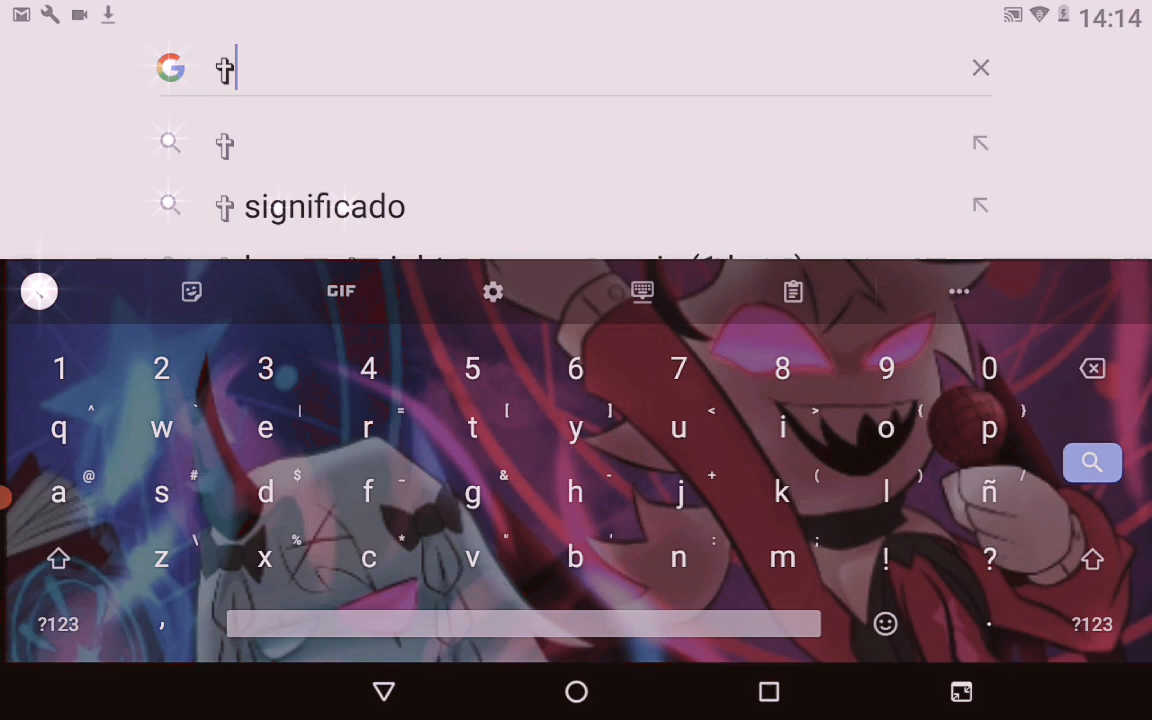 14:14
✞
✞
✞ significado
GIF
1 2 3 4 5 6 7 8 9 0
^ ` | = [ ] < > { }
q w e r t y u i o p
@ # $ _ & - + ( ) /
a s d f g h j k l ñ
\ % * " ' : ;
z x c v b n m ! ?
?123 , . ?123